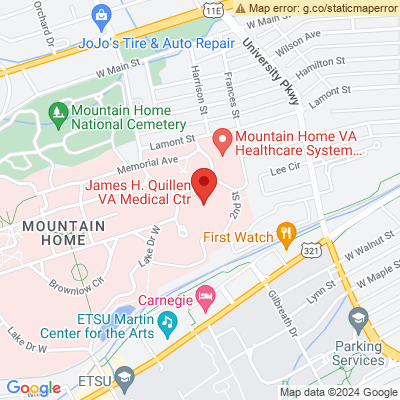 Map error: g.co/staticmaperror
Orchard Dr
11E
W Main St
JoJo's Tire & Auto Repair
Wilson Ave
W Main St
University Pkwy
Hamilton St
Harrison St
Frances St
Lamont St
Mountain Home
National Cemetery
Lamont St
Mountain Home VA
Healthcare System...
Memorial Ave
Lee Cir
James H. Quillen
VA Medical Ctr
2nd St
MOUNTAIN
HOME
Lake Dr W
First Watch
321
W Walnut St
W Maple St
Brownlow Clr
Lynn St
Carnegie
Gilbreath Dr
Lake Dr W
ETSU Martin
Center for the Arts
Parking
Services
ETSU
Google
Map data ©2024 Google